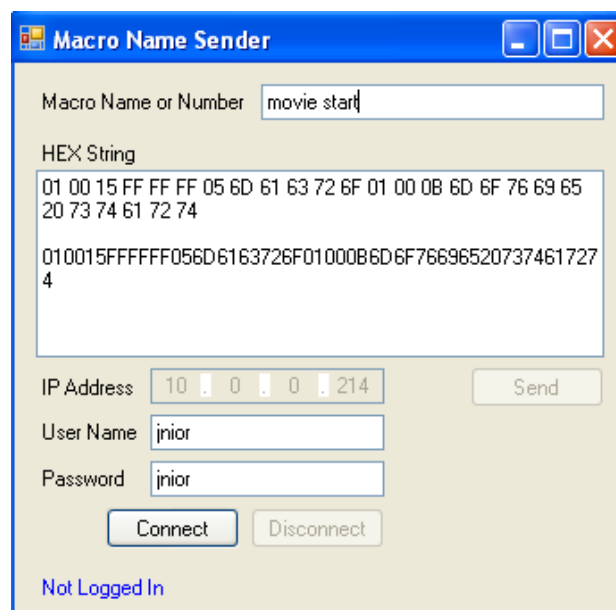 Macro Name Sender
Macro Name or Number movie start
HEX String
01 00 15 FF FF FF 05 6D 61 63 72 6F 01 00 0B 6D 6F 76 69 65
20 73 74 61 72 74
010015FFFFFF056D6163726F01000B6D6F76696520737461727
4
IP Address 10 . 0 . 0 . 214 Send
User Name jnior
Password jnior
Connect Disconnect
Not Logged In